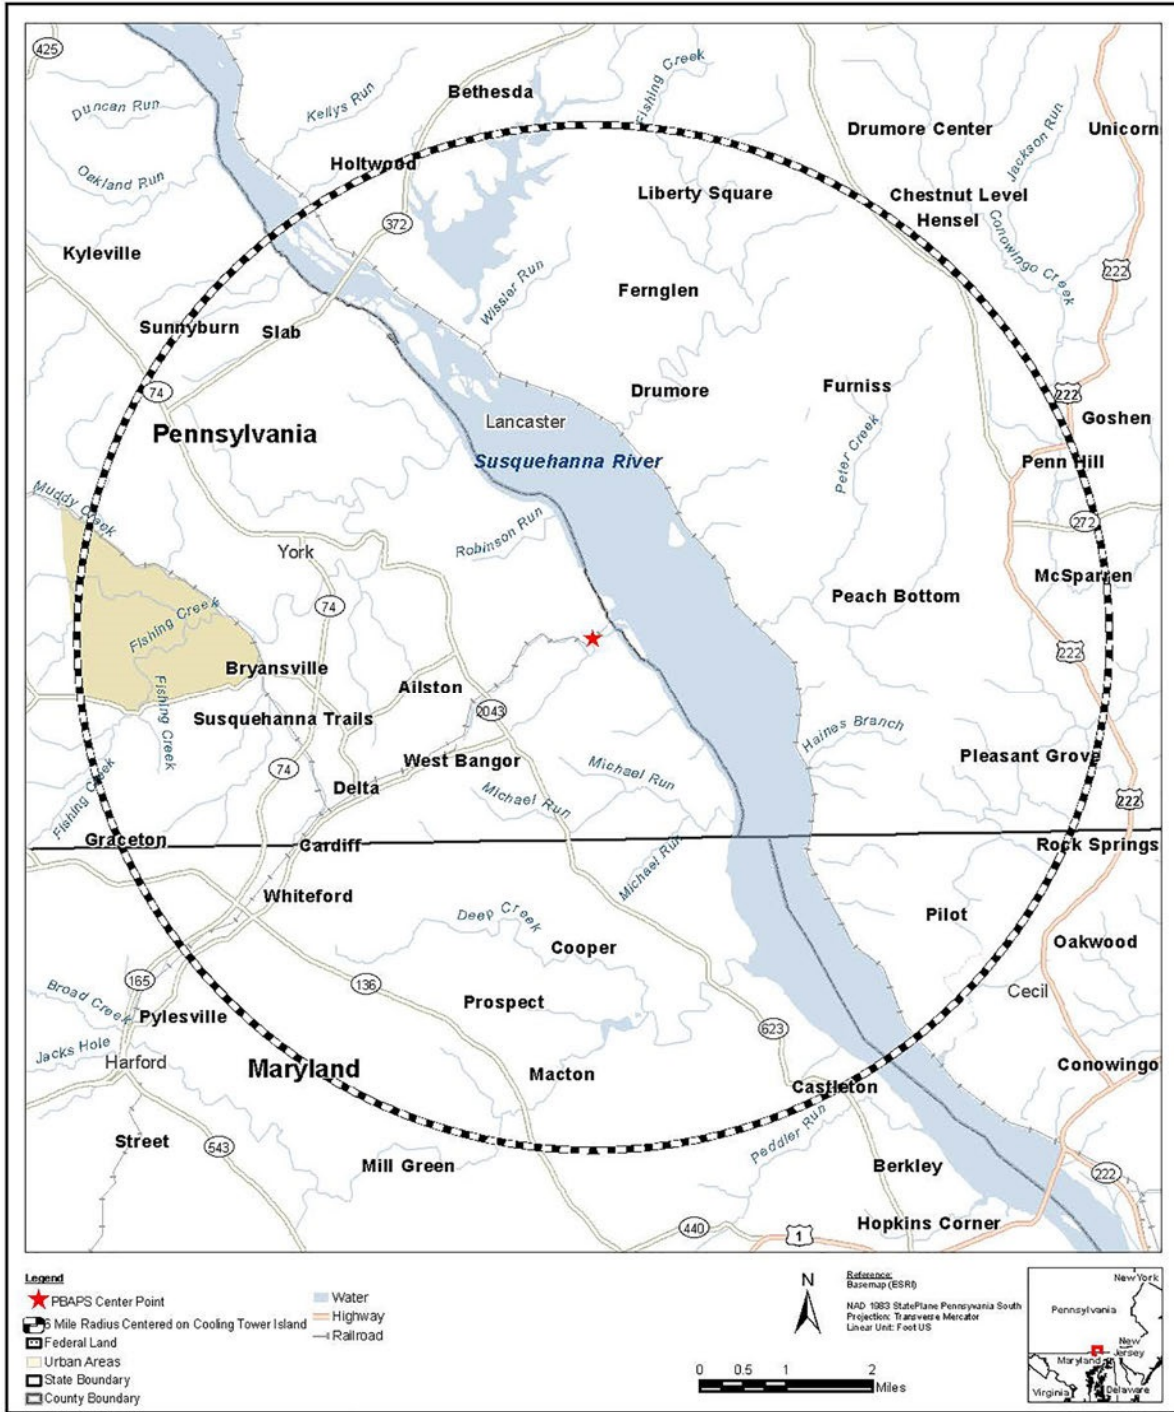 425
Duncan Run
Kellys Run
Bethesda
Fishing Creek
Drumore Center
Jackson Run
Unicorn
Oakland Run
Holtwood
Liberty Square
Chestnut Level
Hensel
372
Conowingo Creek
Kyleville
222
Wissler Run
Fernglen
Sunnyburn
Slab
74
Drumore
Furniss
222
Goshen
Pennsylvania
Lancaster
Peter Creek
Susquehanna River
Penn Hill
Muddy Creek
Robinson Run
272
York
McSparren
74
Fishing Creek
Peach Bottom
Bryansville
222
Ailston
Fishing Creek
2043
Susquehanna Trails
Haines Branch
West Bangor
Pleasant Grove
74
Michael Run
Delta
Michael Run
222
Fishing Creek
Graceton
Cardiff
Rock Springs
Michael Run
Whiteford
Deep Creek
Pilot
Cooper
Oakwood
165
136
Cecil
Broad Creek
Prospect
Pylesville
623
Jacks Hole
Harford
Maryland
Macton
Castleton
Conowingo
Street
543
Peddler Run
Mill Green
Berkley
222
440
1
Hopkins Corner
Legend
PBAPS Center Point
6 Mile Radius Centered on Cooling Tower Island
Federal Land
Urban Areas
State Boundary
County Boundary
Water
Highway
Railroad
N
Reference:
Basemap (ESRI)
NAD 1983 StatePlane Pennsywania South
Projection: Transverse Mercator
Linear Unit: Foot US
0 0.5 1 2
Miles
New York
Pennsylvania
New
Jersey
Maryland
Virginia
Delaware